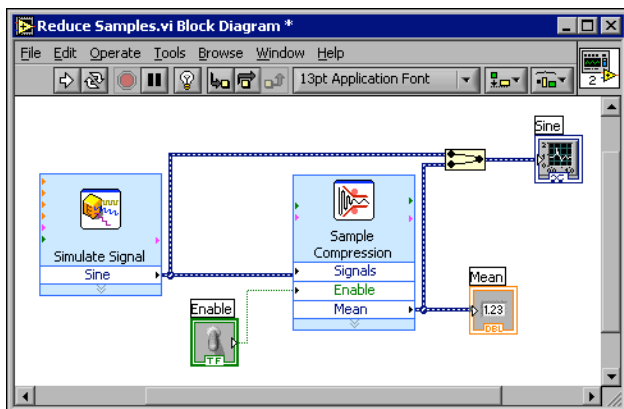 Reduce Samples.vi Block Diagram *
File Edit Operate Tools Browse Window Help
13pt Application Font
2
Sine
Simulate Signal
Sine
Sample
Compression
Signals
Enable
Mean
Enable
TF
Mean
1.23
DBL